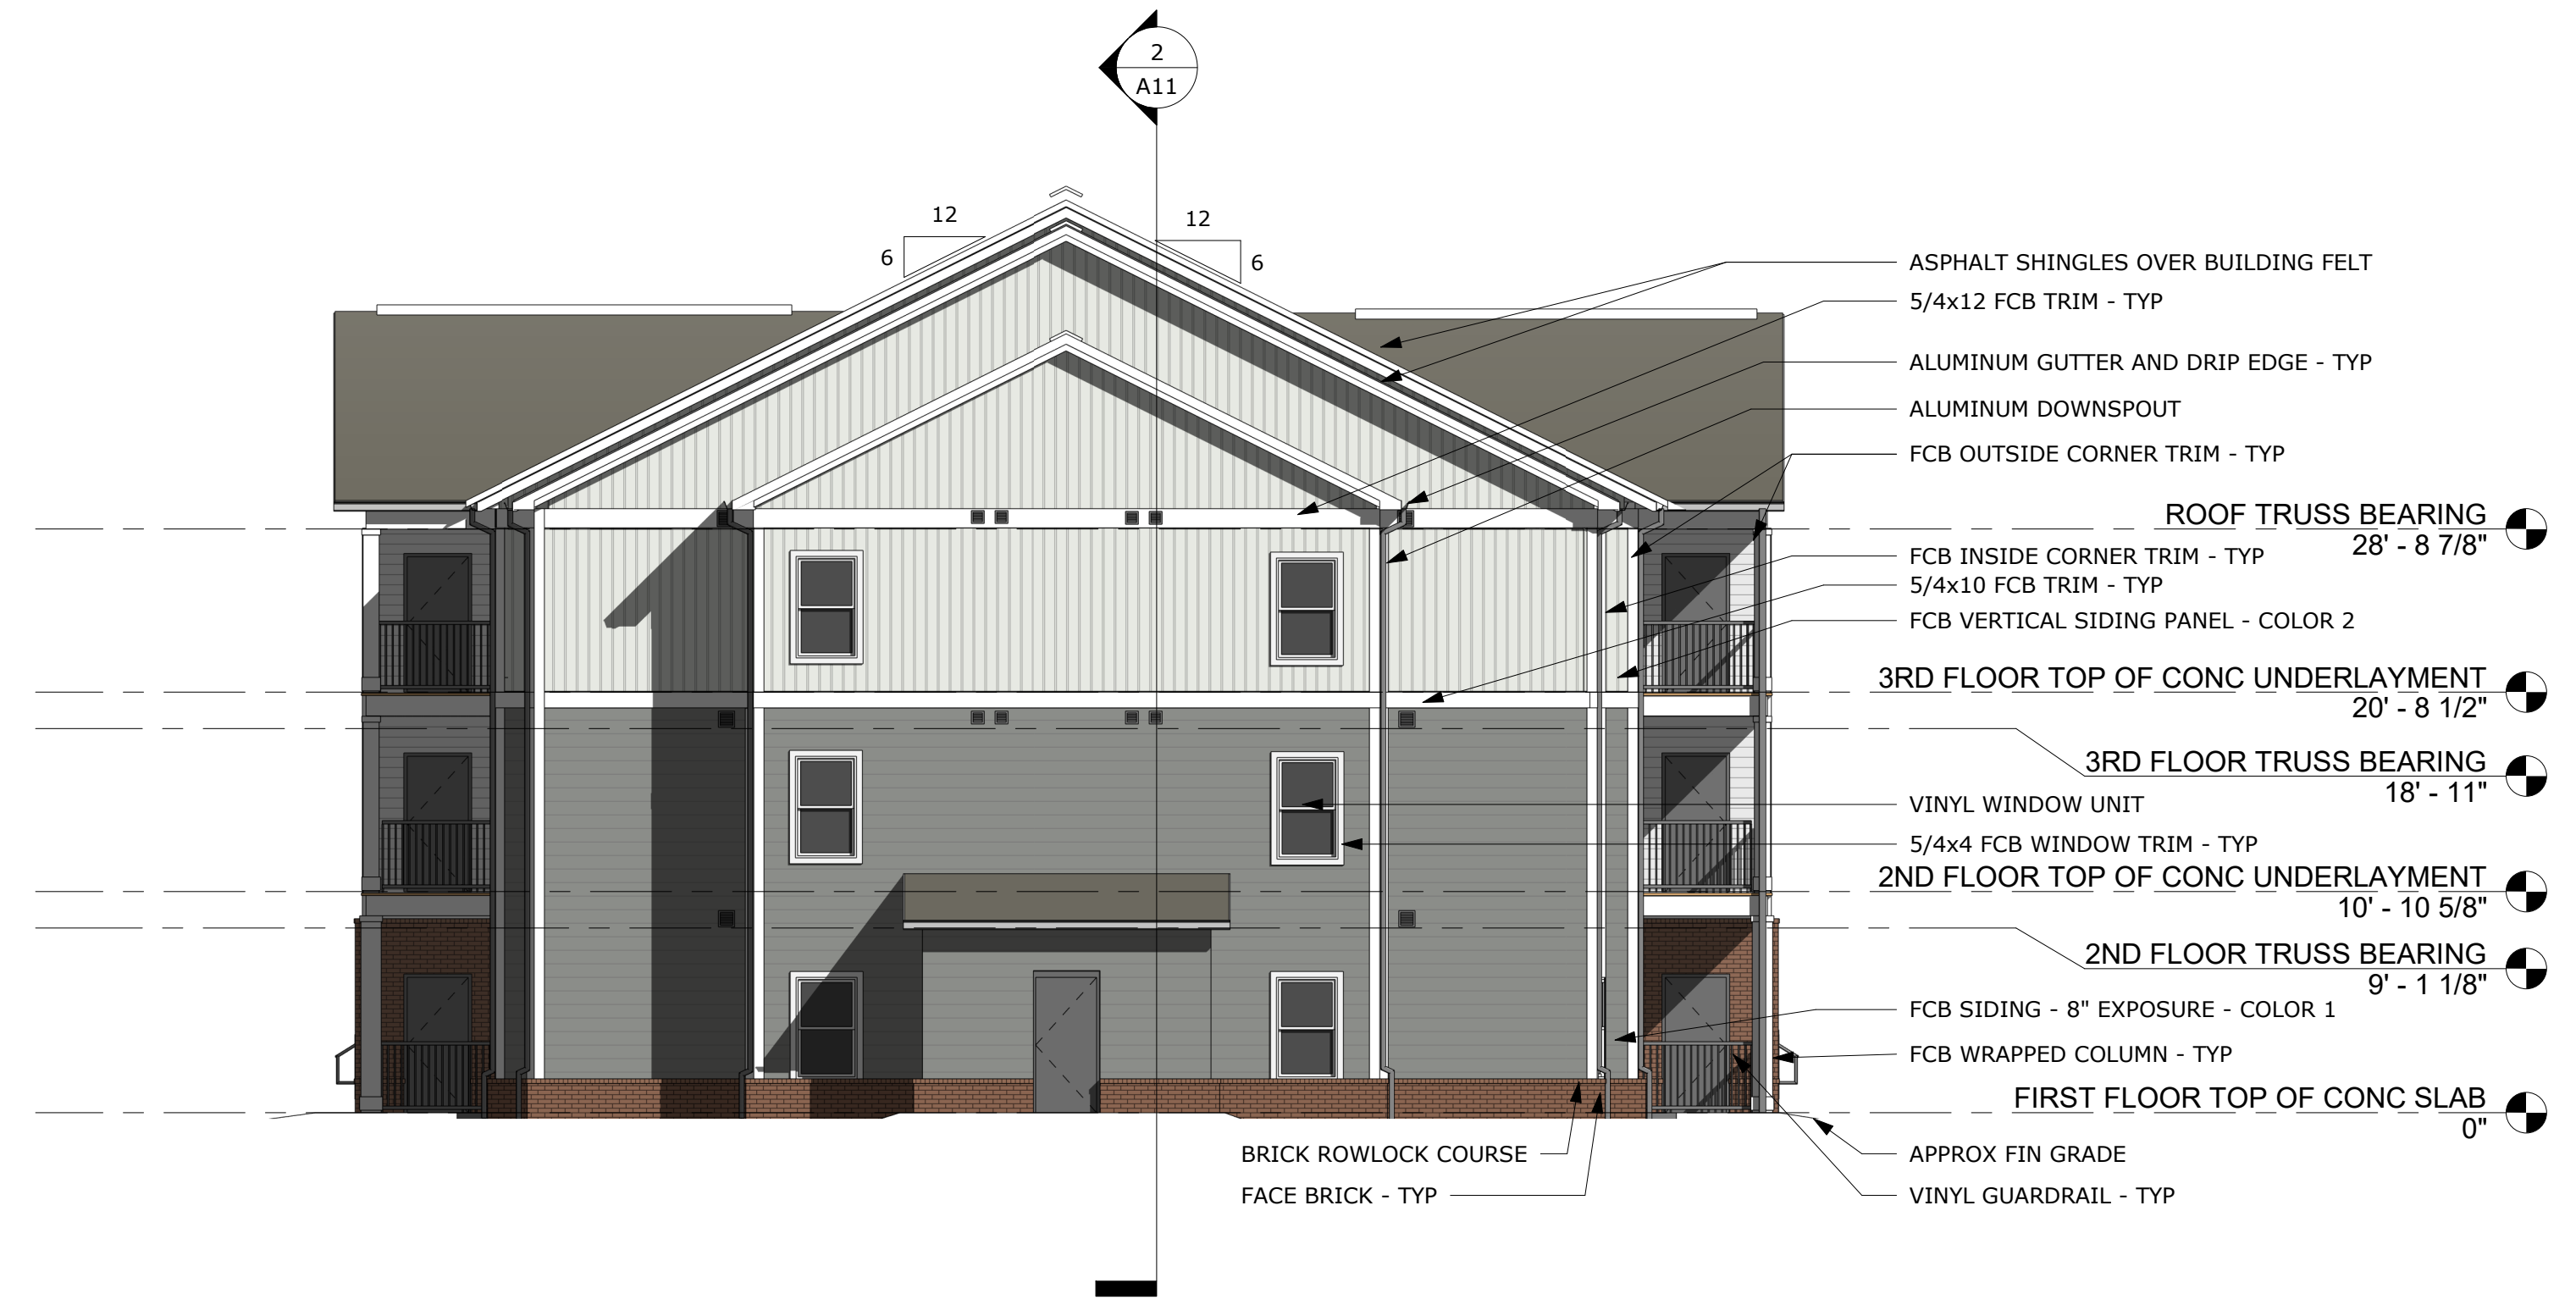 2
A11
12
12
6
6
ASPHALT SHINGLES OVER BUILDING FELT
5/4x12 FCB TRIM - TYP
ALUMINUM GUTTER AND DRIP EDGE - TYP
ALUMINUM DOWNSPOUT
FCB OUTSIDE CORNER TRIM - TYP
ROOF TRUSS BEARING
28' - 8 7/8"
FCB INSIDE CORNER TRIM - TYP
5/4x10 FCB TRIM - TYP
FCB VERTICAL SIDING PANEL - COLOR 2
3RD FLOOR TOP OF CONC UNDERLAYMENT
20' - 8 1/2"
3RD FLOOR TRUSS BEARING
18' - 11"
VINYL WINDOW UNIT
5/4x4 FCB WINDOW TRIM - TYP
2ND FLOOR TOP OF CONC UNDERLAYMENT
10' - 10 5/8"
2ND FLOOR TRUSS BEARING
9' - 1 1/8"
FCB SIDING - 8" EXPOSURE - COLOR 1
FCB WRAPPED COLUMN - TYP
FIRST FLOOR TOP OF CONC SLAB
0"
BRICK ROWLOCK COURSE
APPROX FIN GRADE
FACE BRICK - TYP
VINYL GUARDRAIL - TYP